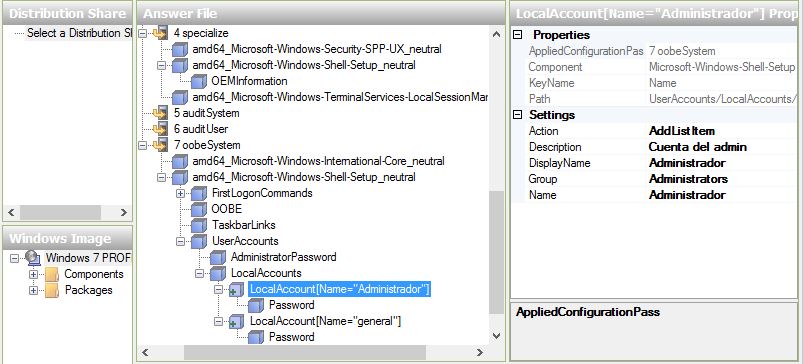 Distribution Share
Select a Distribution Sl
Windows Image
Windows 7 PROF
Components
Packages
Answer File
4 specialize
amd64_Microsoft-Windows-Security-SPP-UX_neutral
amd64_Microsoft-Windows-Shell-Setup_neutral
OEMInformation
amd64_Microsoft-Windows-TerminalServices-LocalSessionMar
5 auditSystem
6 auditUser
7 oobeSystem
amd64_Microsoft-Windows-International-Core_neutral
amd64_Microsoft-Windows-Shell-Setup_neutral
FirstLogonCommands
OOBE
TaskbarLinks
UserAccounts
AdministratorPassword
LocalAccounts
LocalAccount[Name="Administrador"]
Password
LocalAccount[Name="general"]
Password
LocalAccount[Name="Administrador"] Prop
Properties
AppliedConfigurationPas 7 oobeSystem
Component Microsoft-Windows-Shell-Setup
KeyName Name
Path UserAccounts/LocalAccounts/
Settings
Action AddListItem
Description Cuenta del admin
DisplayName Administrador
Group Administrators
Name Administrador
AppliedConfigurationPass